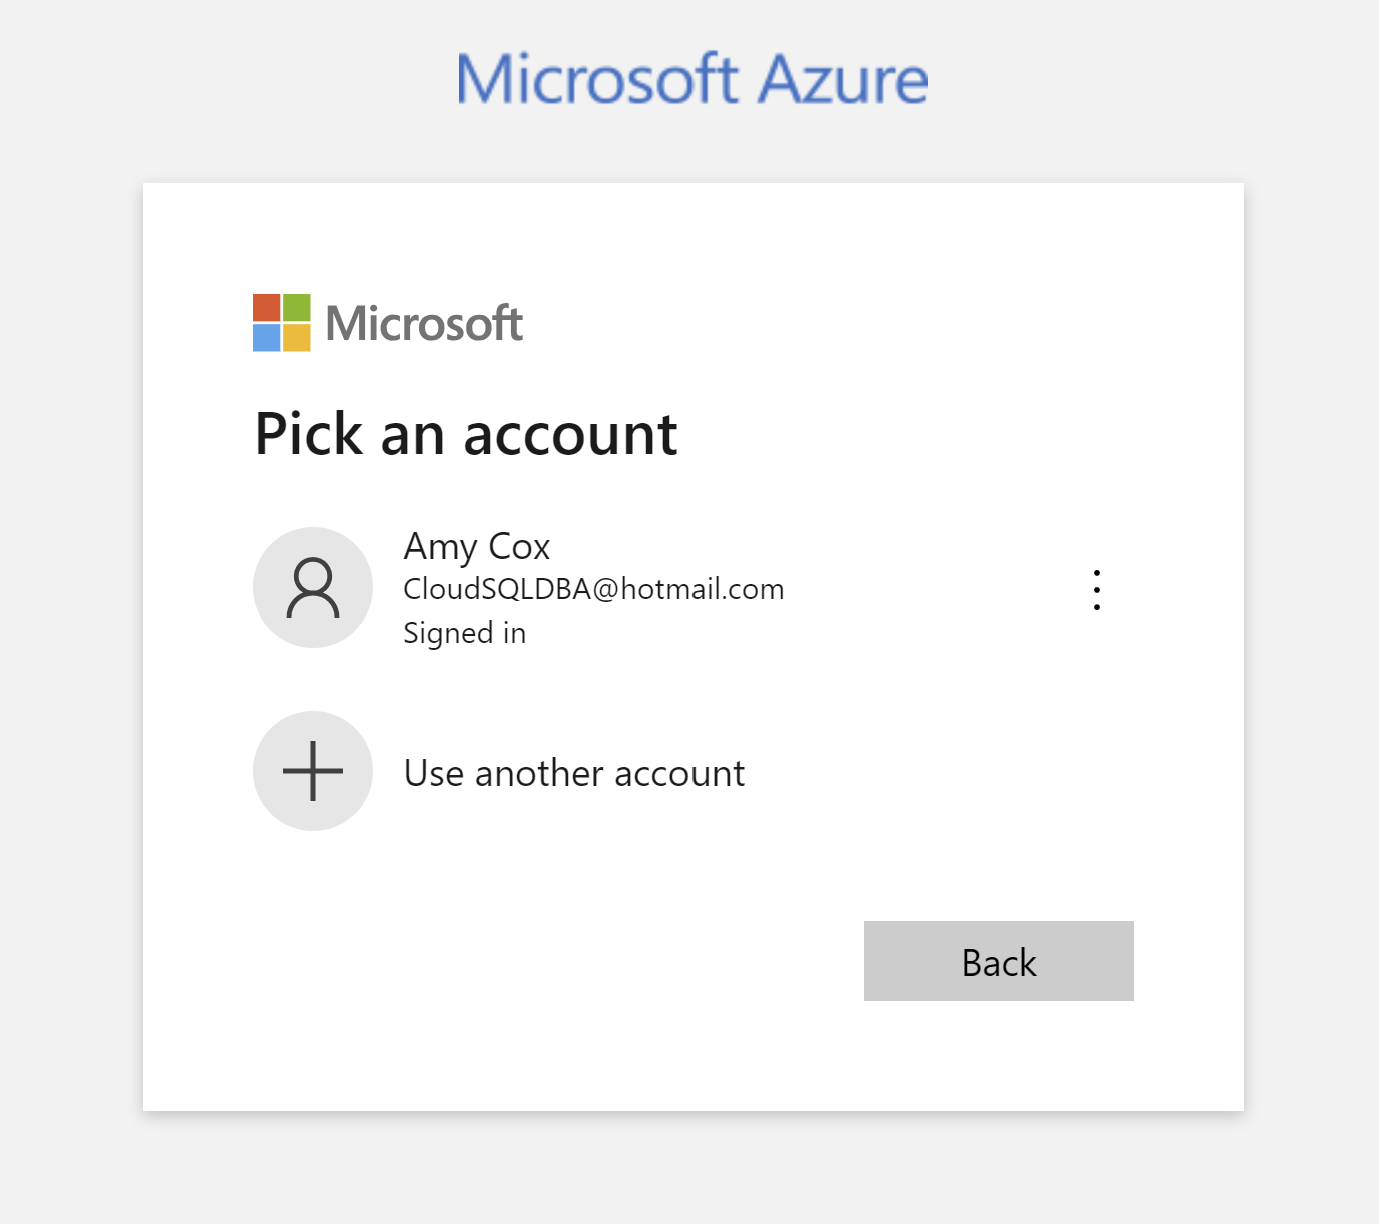 Microsoft Azure
Microsoft
Pick an account
Amy Cox
CloudSQLDBA@hotmail.com
Signed in
Use another account
Back